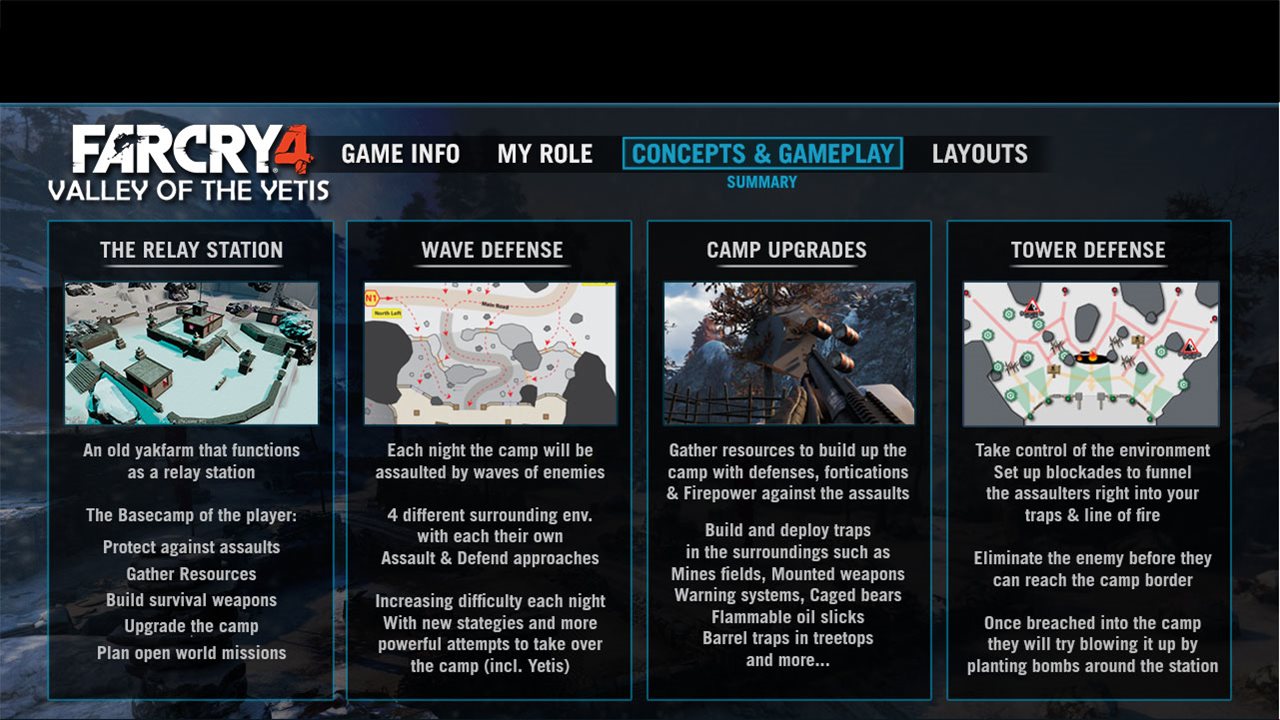 FARCRY4
VALLEY OF THE YETIS
GAME INFO
MY ROLE
CONCEPTS & GAMEPLAY
LAYOUTS
SUMMARY
THE RELAY STATION
An old yakfarm that functions
as a relay station
The Basecamp of the player:
Protect against assaults
Gather Resources
Build survival weapons
Upgrade the camp
Plan open world missions
WAVE DEFENSE
N1
Main Road
North Left
Each night the camp will be
assaulted by waves of enemies
4 different surrounding env.
with each their own
Assault & Defend approaches
Increasing difficulty each night
With new stategies and more
powerful attempts to take over
the camp (incl. Yetis)
CAMP UPGRADES
Gather resources to build up the
camp with defenses, fortications
& Firepower against the assaults
Build and deploy traps
in the surroundings such as
Mines fields, Mounted weapons
Warning systems, Caged bears
Flammable oil slicks
Barrel traps in treetops
and more...
TOWER DEFENSE
Take control of the environment
Set up blockades to funnel
the assaulters right into your
traps & line of fire
Eliminate the enemy before they
can reach the camp border
Once breached into the camp
they will try blowing it up by
planting bombs around the station